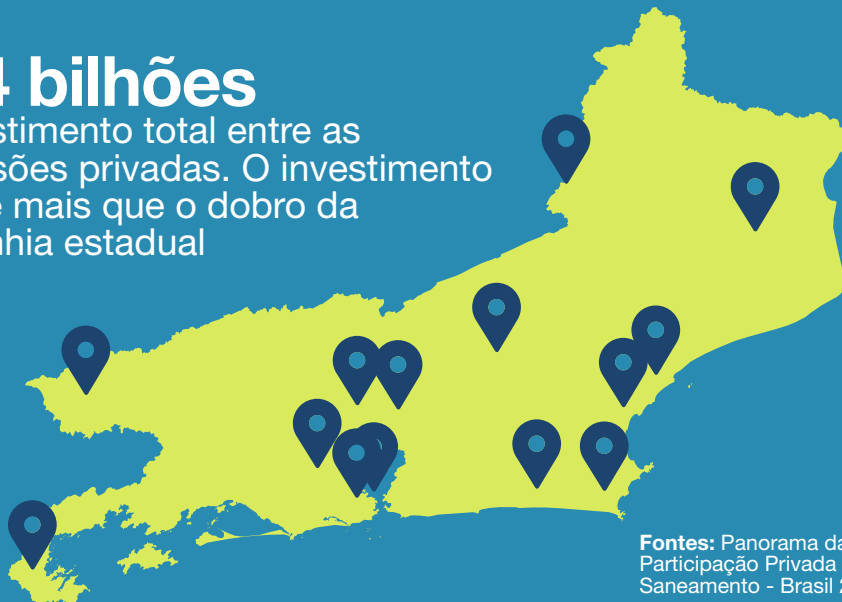 4 bilhões
stimento total entre as
sões privadas. O investimento
é mais que o dobro da
nhia estadual
Fontes: Panorama da
Participação Privada
Saneamento - Brasil 2